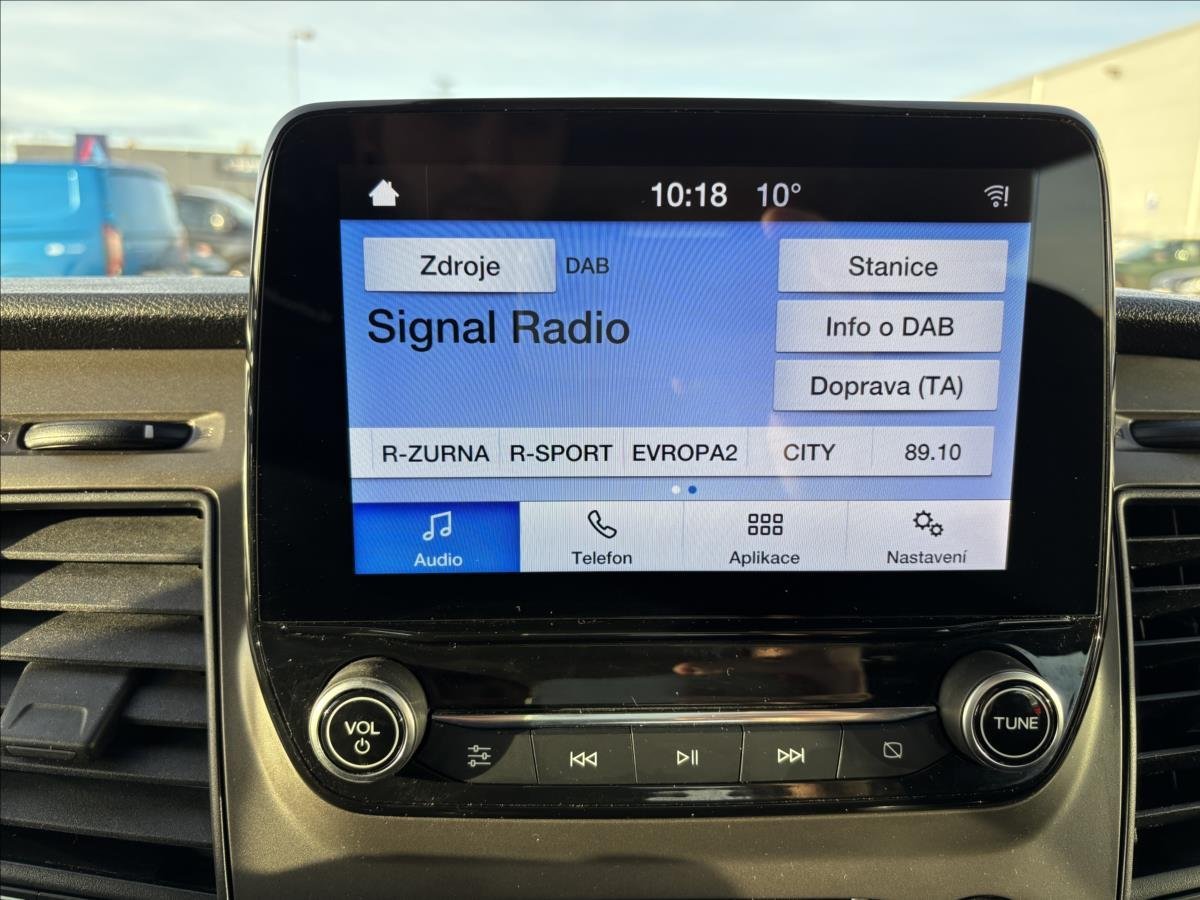 10:18 10°
Zdroje DAB
Stanice
Signal Radio
Info o DAB
Doprava (TA)
R-ZURNA R-SPORT EVROPA2 CITY 89.10
Audio Telefon Aplikace Nastavení
VOL
TUNE